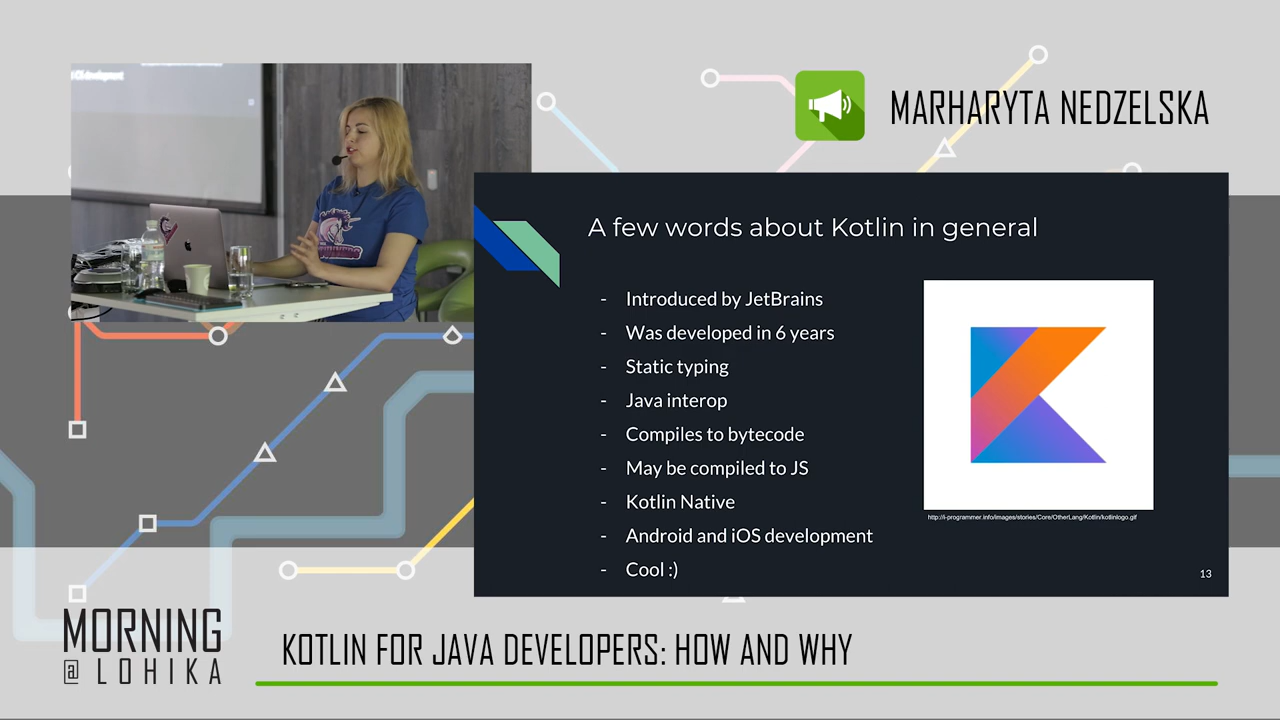 MARHARYTA NEDZELSKA
A few words about Kotlin in general
- Introduced by JetBrains
- Was developed in 6 years
- Static typing
- Java interop
- Compiles to bytecode
- May be compiled to JS
- Kotlin Native
- Android and iOS development
- Cool :)
http://i-programmer.info/images/stories/Core/OtherLang/Kotlin/kotlinlogo.gif
13
MORNING
@ LOHIKA
KOTLIN FOR JAVA DEVELOPERS: HOW AND WHY